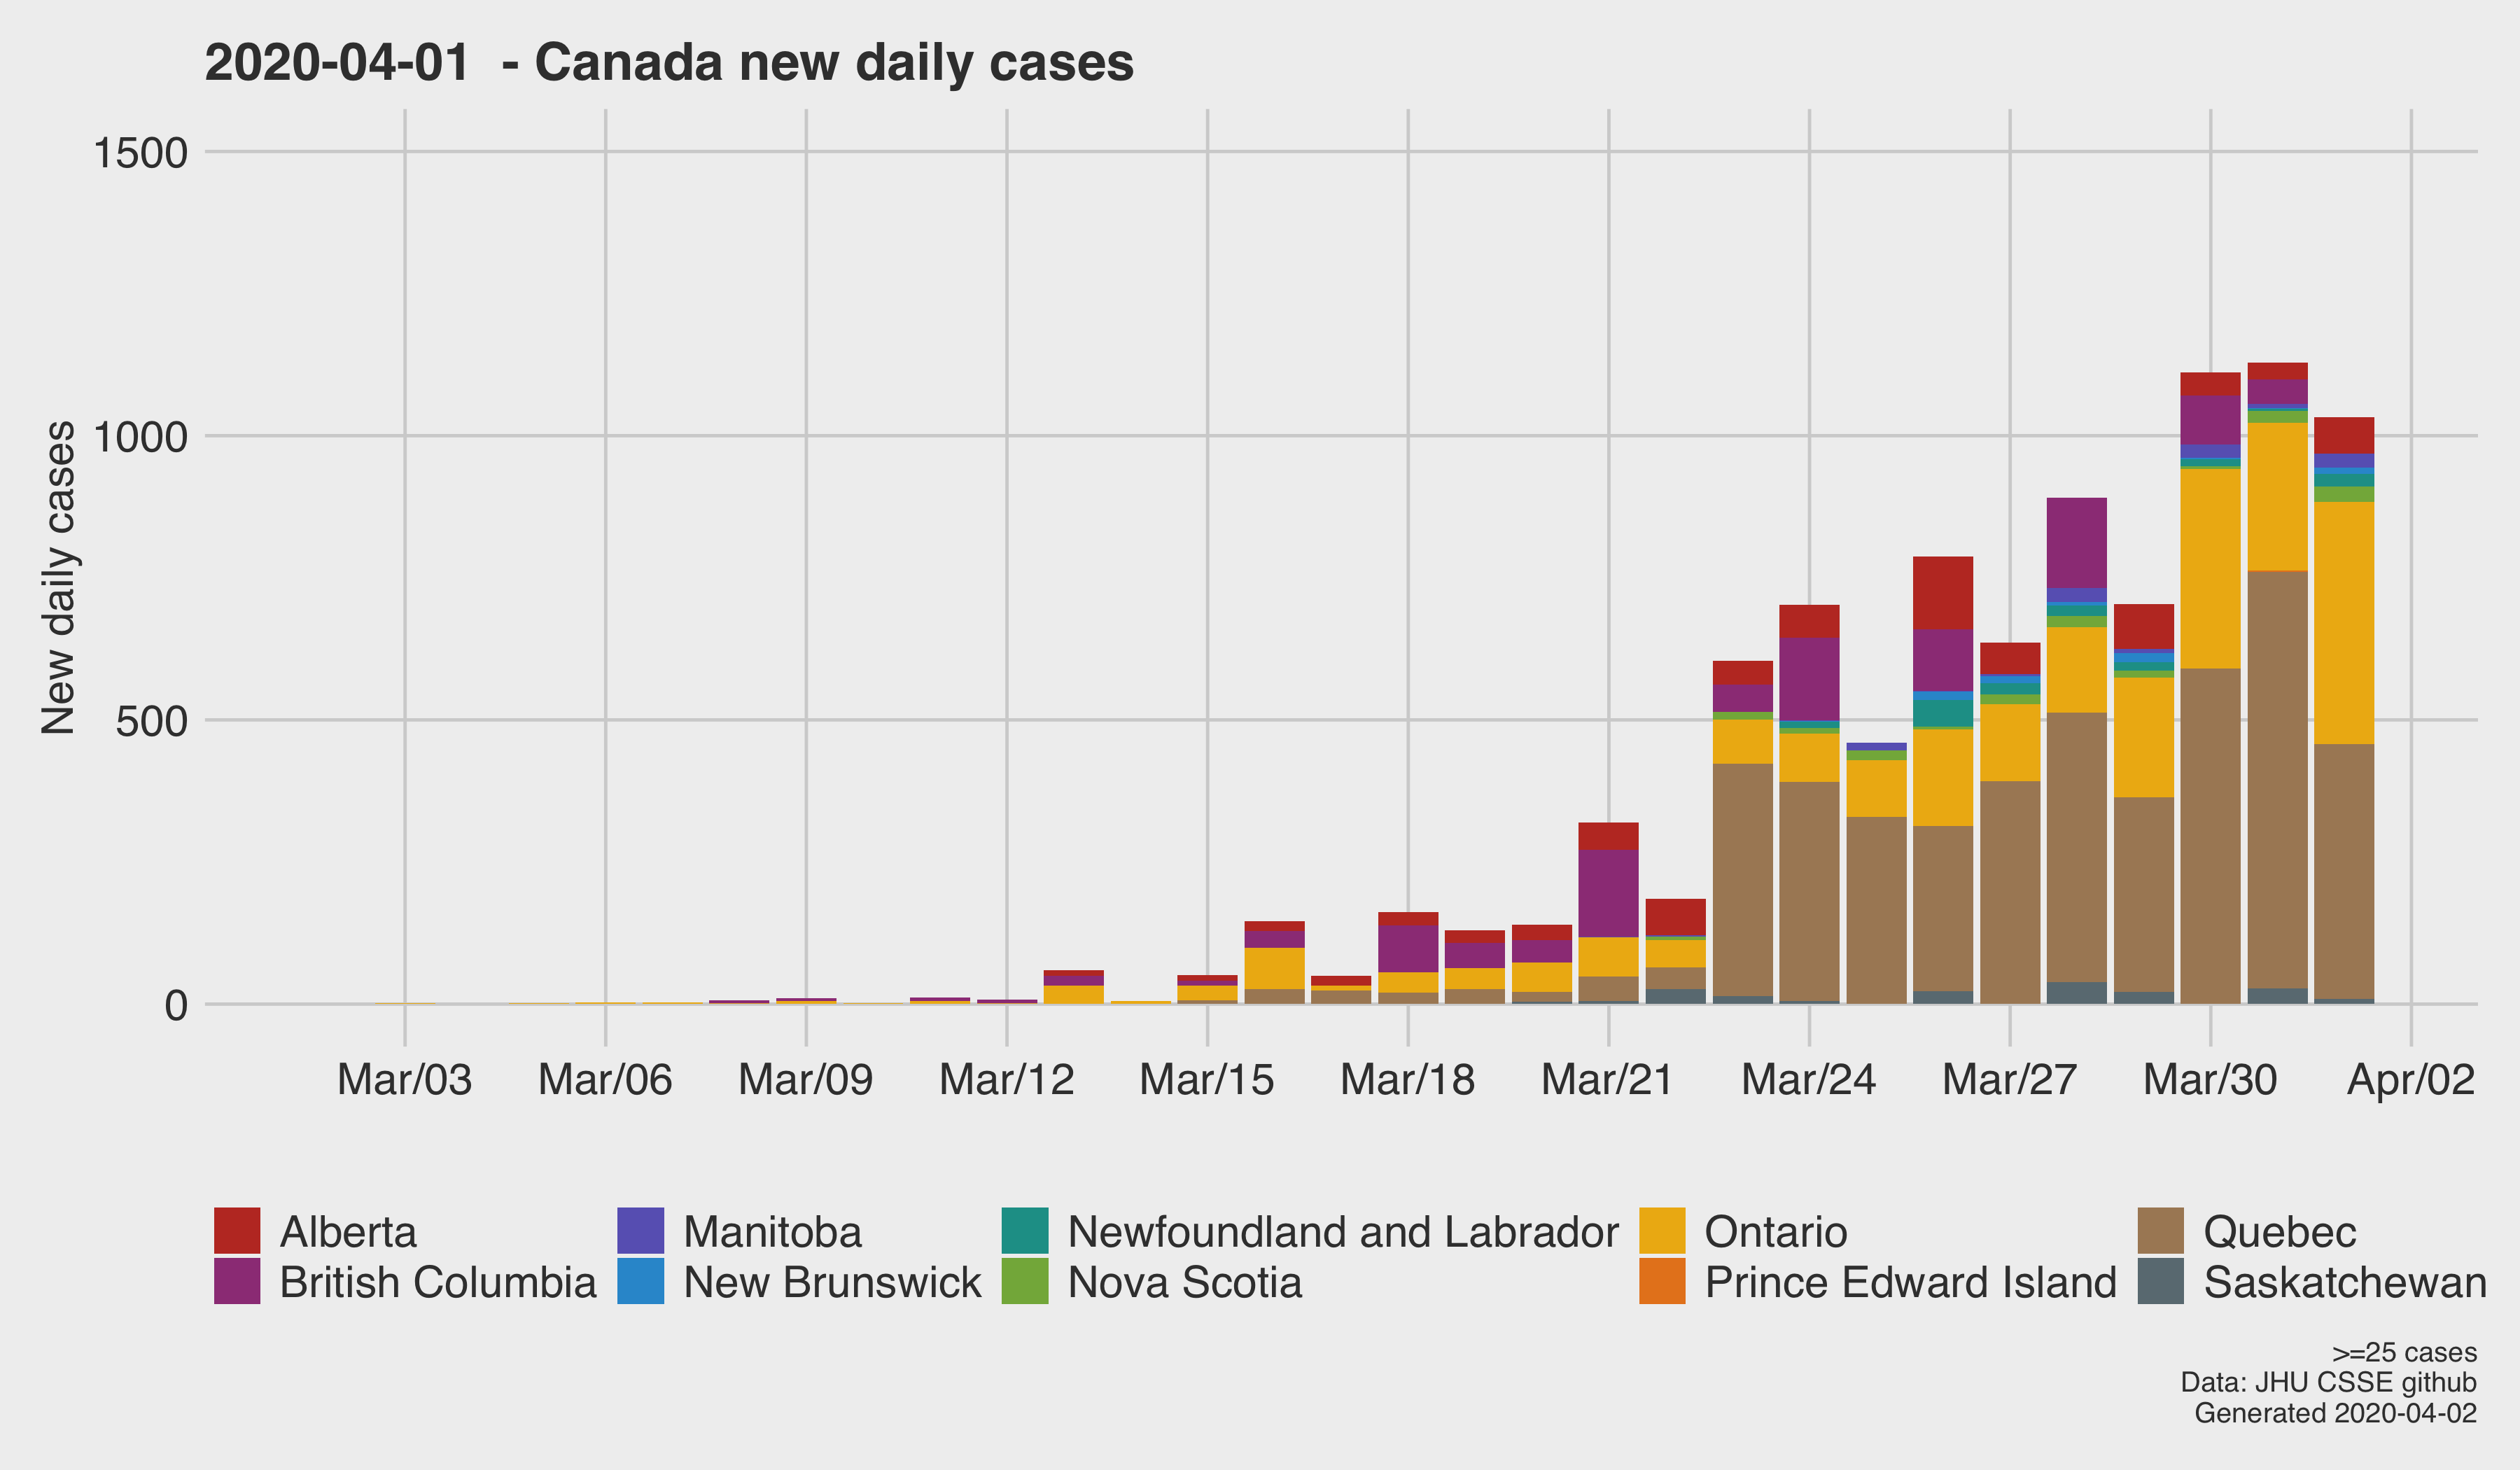 2020-04-01 - Canada new daily cases
New daily cases
1500
1000
500
0
Mar/03 Mar/06 Mar/09 Mar/12 Mar/15 Mar/18 Mar/21 Mar/24 Mar/27 Mar/30 Apr/02
Alberta Manitoba Newfoundland and Labrador Ontario Quebec
British Columbia New Brunswick Nova Scotia Prince Edward Island Saskatchewan
>=25 cases
Data: JHU CSSE github
Generated 2020-04-02